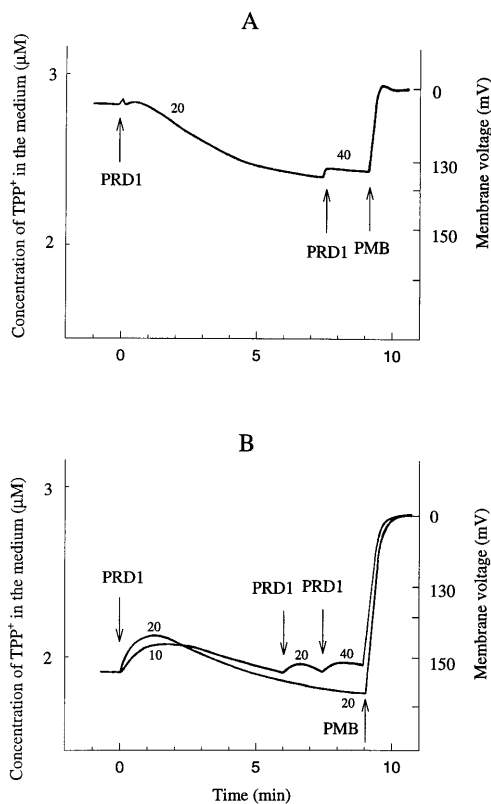 A
Concentration of TPP+ in the medium (μM)
3
2
20
40
PRD1
PRD1
PMB
0
130
150
Membrane voltage (mV)
0
5
10
B
Concentration of TPP+ in the medium (μM)
3
2
PRD1
PRD1
PRD1
20
10
20
40
20
PMB
0
130
150
Membrane voltage (mV)
0
5
10
Time (min)